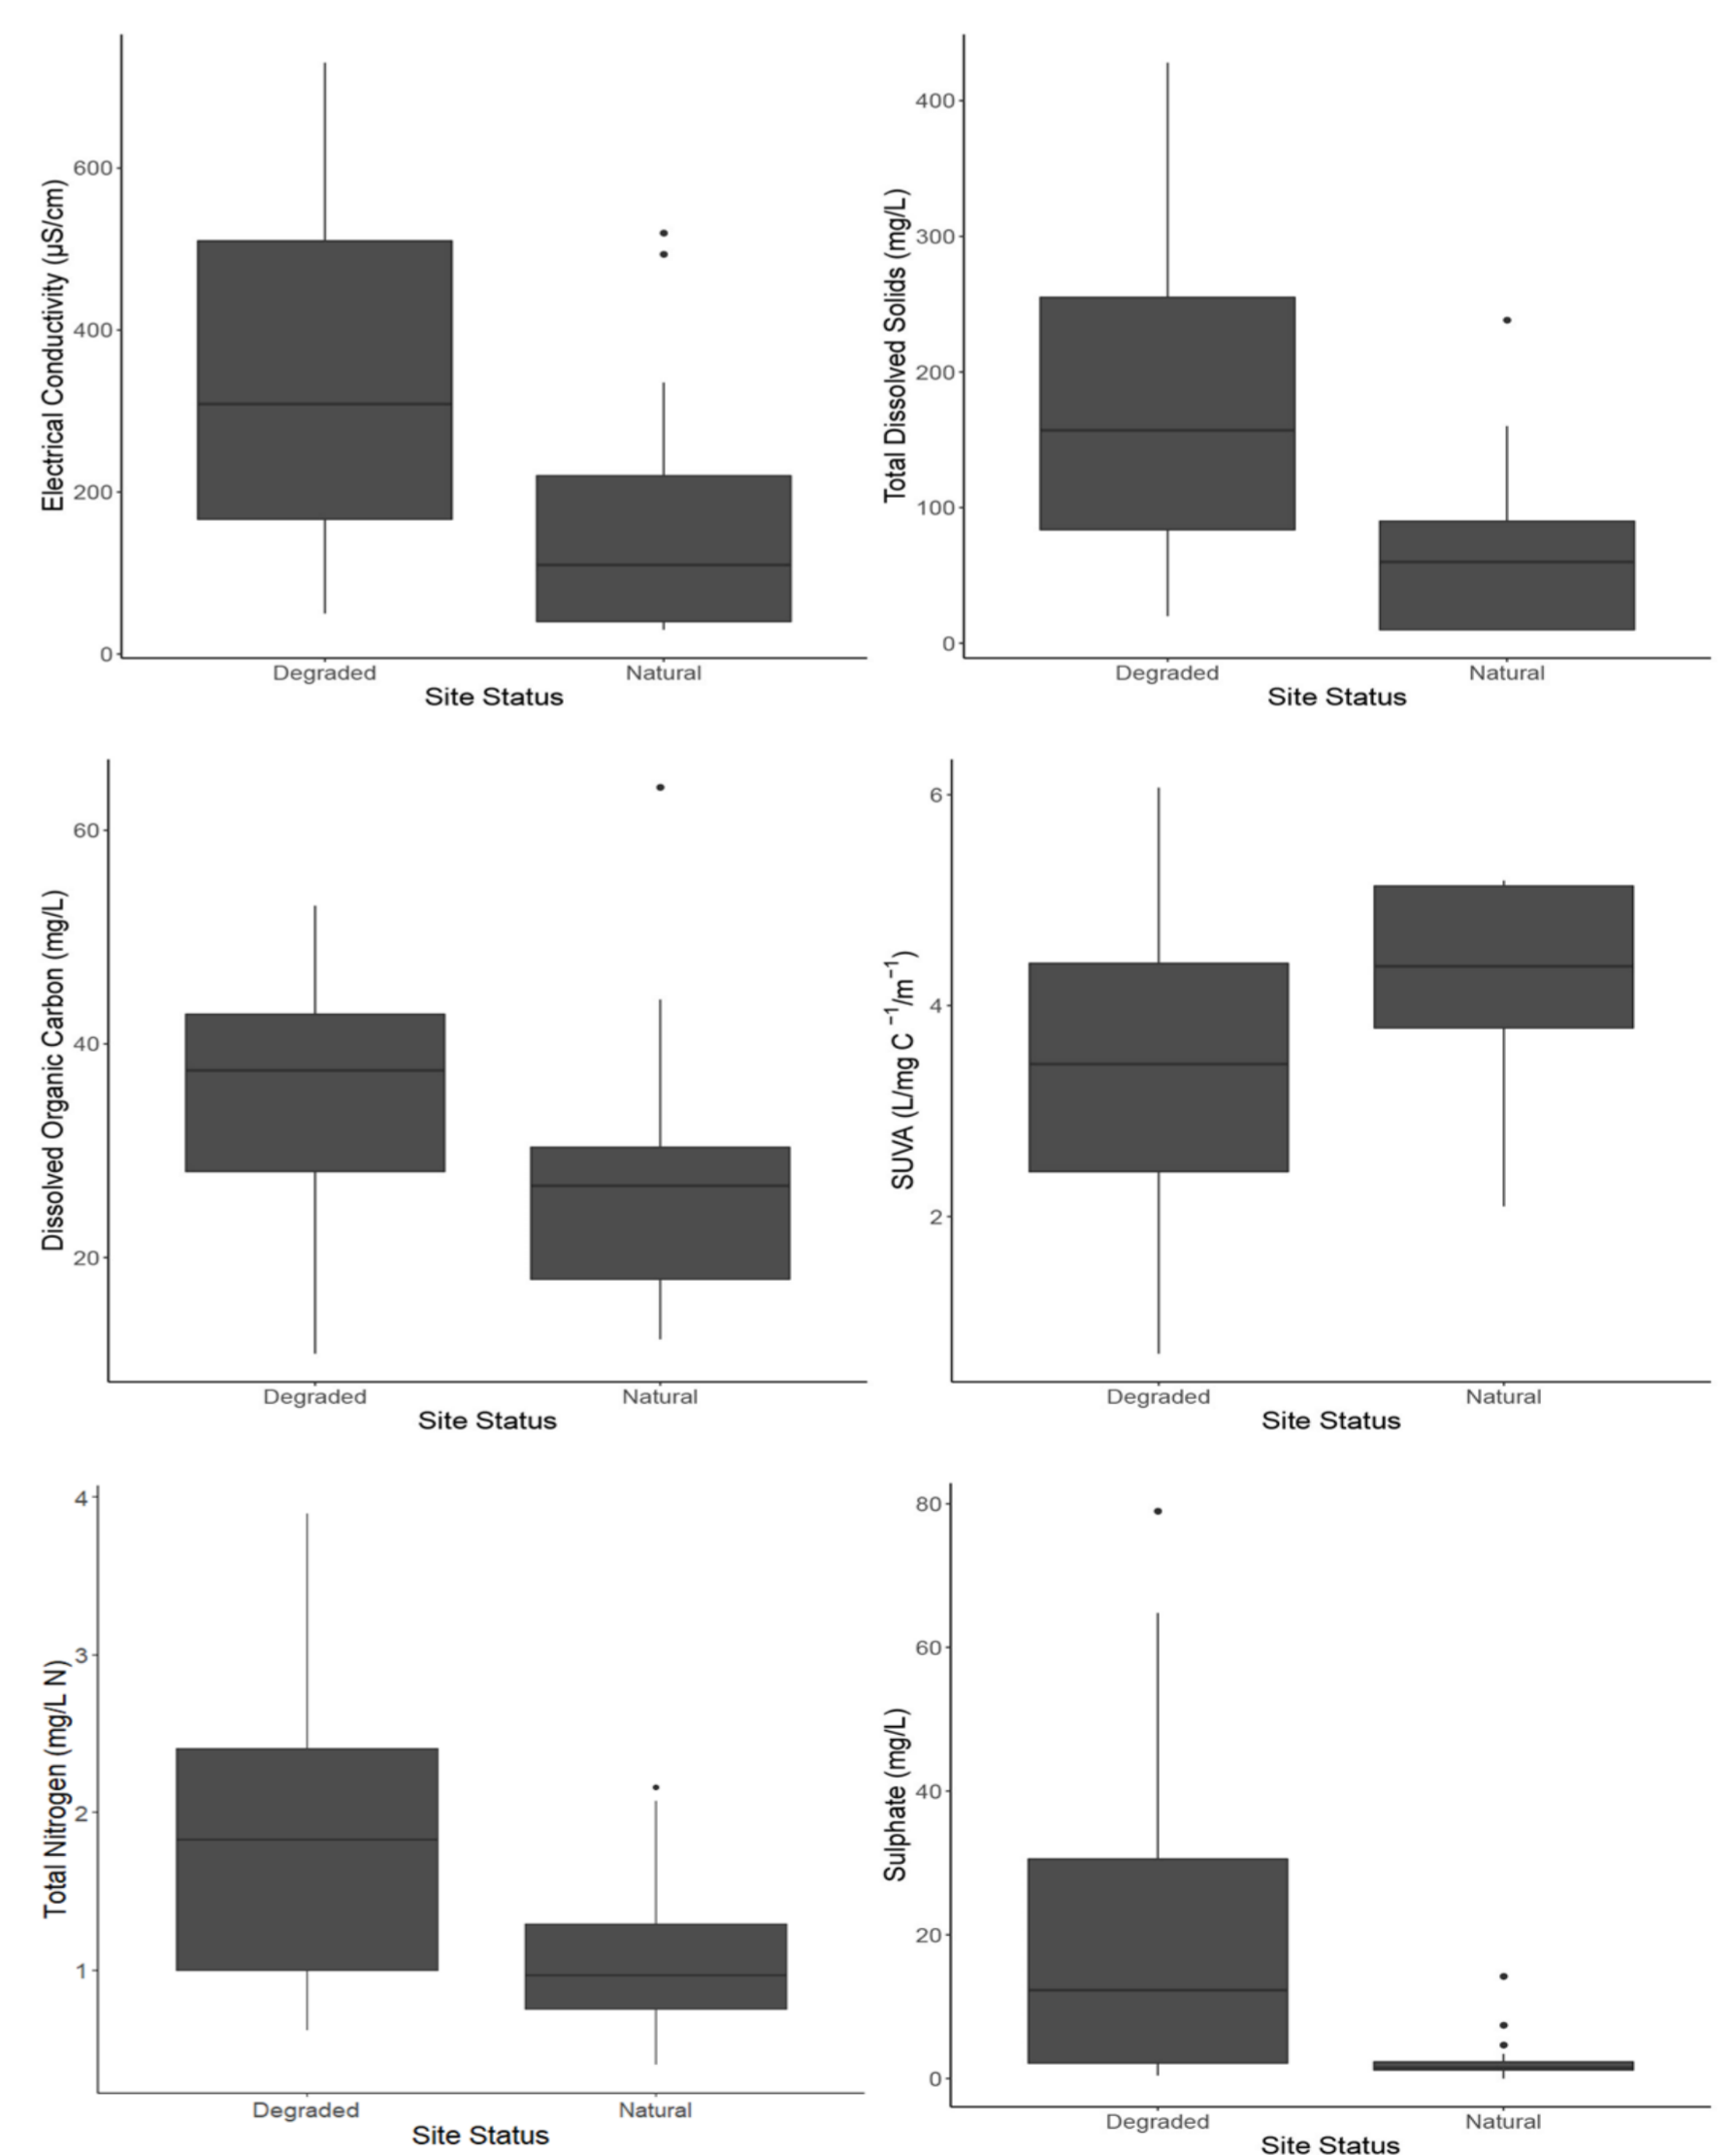 Electrical Conductivity (µS/cm)
600
400
200
0
Degraded
Natural
Site Status
Total Dissolved Solids (mg/L)
400
300
200
100
0
Degraded
Natural
Site Status
Dissolved Organic Carbon (mg/L)
60
40
20
Degraded
Natural
Site Status
SUVA (L/mg C ⁻¹/m⁻¹)
6
4
2
Degraded
Natural
Site Status
Total Nitrogen (mg/L N)
4
3
2
1
Degraded
Natural
Site Status
Sulphate (mg/L)
80
60
40
20
0
Degraded
Natural
Site Status